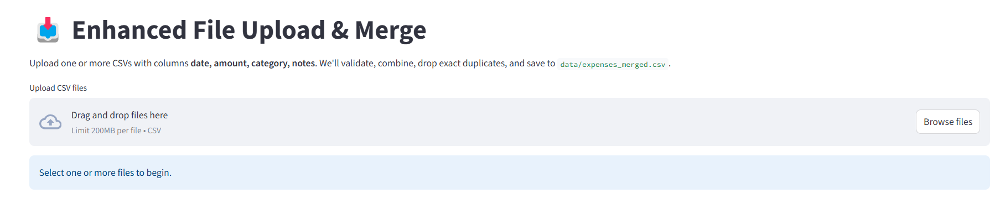 Enhanced File Upload & Merge
Upload one or more CSVs with columns date, amount, category, notes. We'll validate, combine, drop exact duplicates, and save to data/expenses_merged.csv.
Upload CSV files
Drag and drop files here
Limit 200MB per file • CSV
Browse files
Select one or more files to begin.